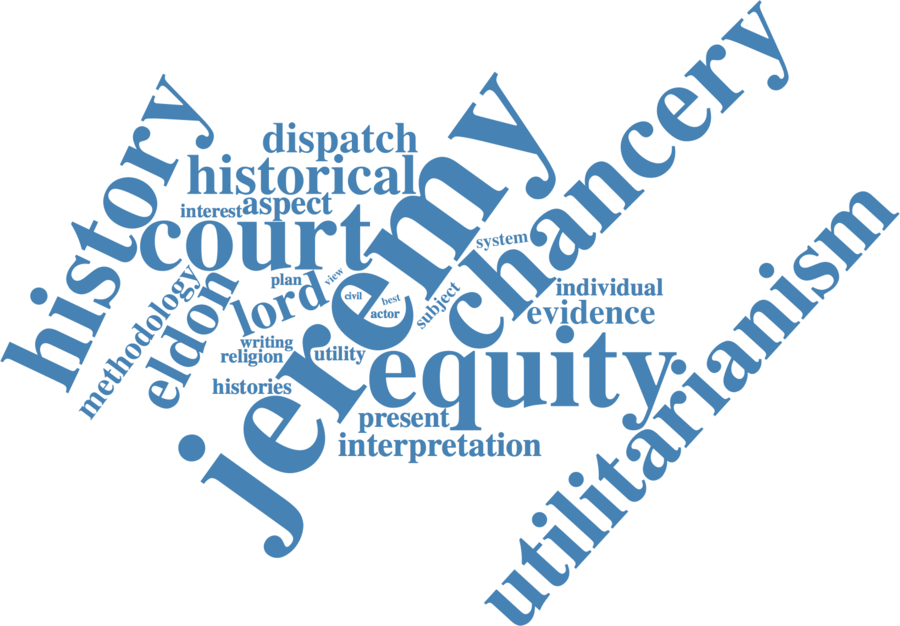 history
dispatch
historical
interest
aspect
court
jeremy
chancery
system
methodology
eldon
lord
plan
view
civil
best
actor
subject
individual
evidence
writing
religion
utility
equity
histories
present
interpretation
utilitarianism